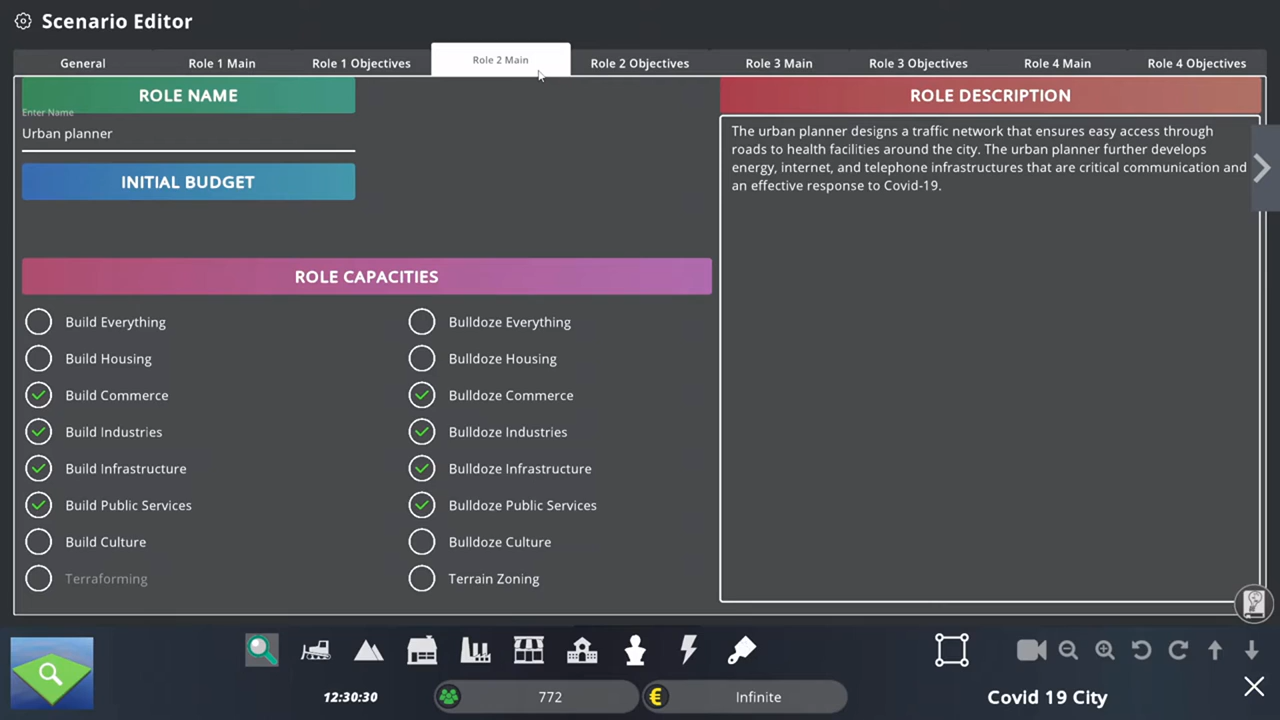 Scenario Editor
General
Role 1 Main
Role 1 Objectives
Role 2 Main
Role 2 Objectives
Role 3 Main
Role 3 Objectives
Role 4 Main
Role 4 Objectives
ROLE NAME
Enter Name
Urban planner
INITIAL BUDGET
ROLE CAPACITIES
Build Everything
Bulldoze Everything
Build Housing
Bulldoze Housing
Build Commerce
Bulldoze Commerce
Build Industries
Bulldoze Industries
Build Infrastructure
Bulldoze Infrastructure
Build Public Services
Bulldoze Public Services
Build Culture
Bulldoze Culture
Terraforming
Terrain Zoning
ROLE DESCRIPTION
The urban planner designs a traffic network that ensures easy access through
roads to health facilities around the city. The urban planner further develops
energy, internet, and telephone infrastructures that are critical communication and
an effective response to Covid-19.
12:30:30
772
€
Infinite
Covid 19 City